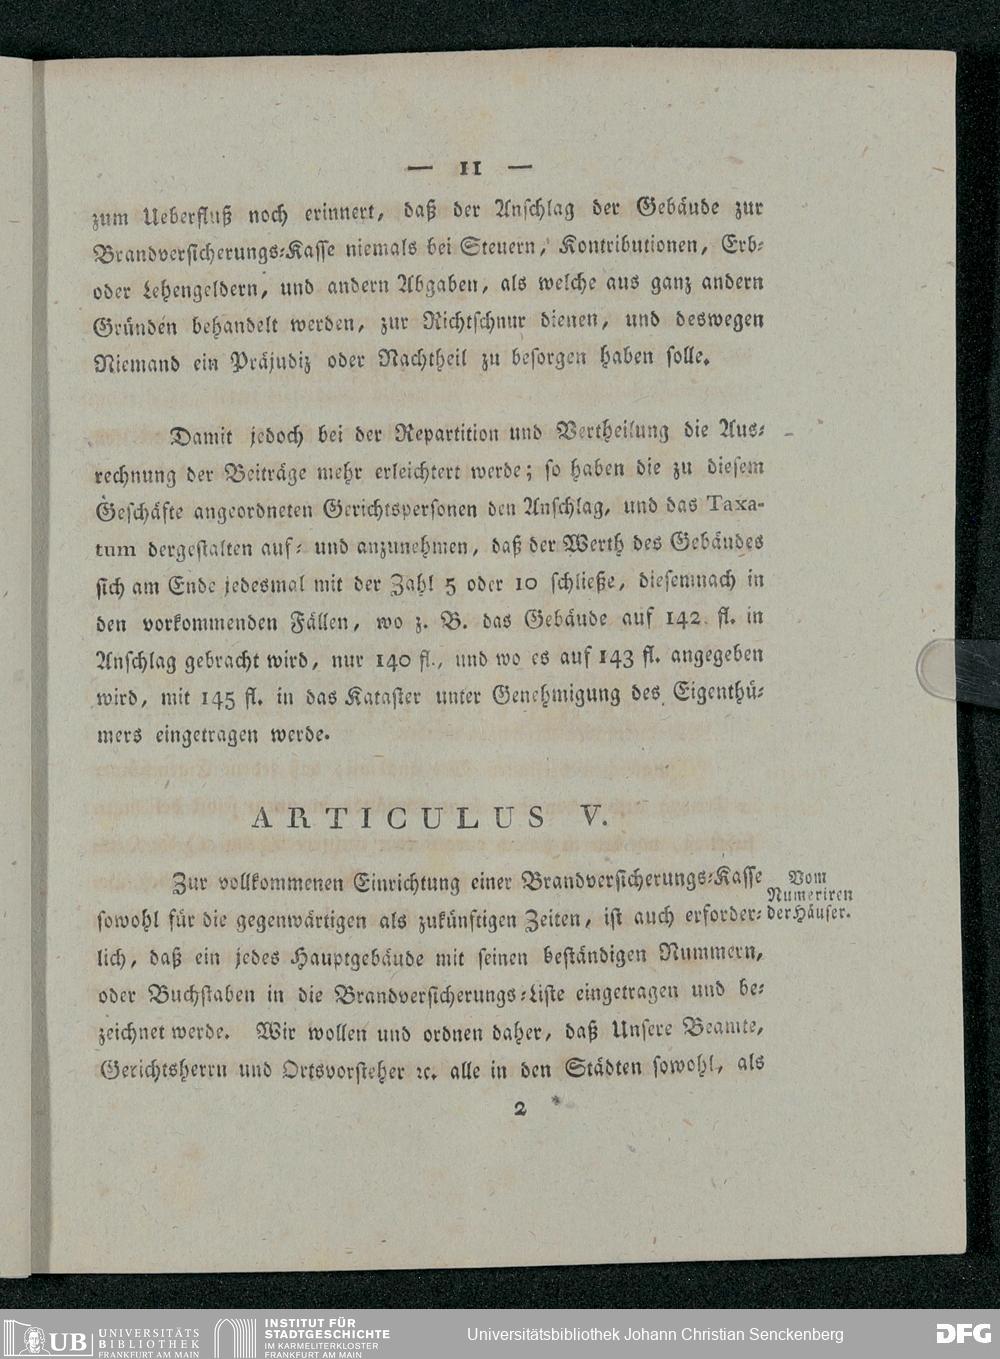 — 11 —
zum Ueberfluß noch erinnert, daß der Anschlag der Gebäude zur
Brandversicherungs-Kasse niemals bei Steuern, Kontributionen, Erb-
oder Lehengeldern, und andern Abgaben, als welche aus ganz andern
Gründen behandelt werden, zur Richtschnur dienen, und deswegen
Niemand ein Präjudiz oder Nachtheil zu besorgen haben solle.
Damit jedoch bei der Repartition und Vertheilung die Aus-
rechnung der Beiträge mehr erleichtert werde; so haben die zu diesem
Geschäfte angeordneten Gerichtspersonen den Anschlag, und das Taxa-
tum dergestalten auf- und anzunehmen, daß der Werth des Gebäudes
sich am Ende jedesmal mit der Zahl 5 oder 10 schließe, diesemnach in
den vorkommenden Fällen, wo z. B. das Gebäude auf 142 fl. in
Anschlag gebracht wird, nur 140 fl., und wo es auf 143 fl. angegeben
wird, mit 145 fl. in das Kataster unter Genehmigung des Eigenthü-
mers eingetragen werde.
ARTICULUS V.
Zur vollkommenen Einrichtung einer Brandversicherungs-Kasse
sowohl für die gegenwärtigen als zukünftigen Zeiten, ist auch erforder-
lich, daß ein jedes Hauptgebäude mit seinen beständigen Nummern,
oder Buchstaben in die Brandversicherungs-Liste eingetragen und be-
zeichnet werde. Wir wollen und ordnen daher, daß Unsere Beamte,
Gerichtsherrn und Ortsvorsteher ꝛc. alle in den Städten sowohl, als
Vom
Numeriren
der Häuser.
2
UB UNIVERSITÄTS
BIBLIOTHEK
FRANKFURT AM MAIN
INSTITUT FÜR
STADTGESCHICHTE
IM KARMELITERKLOSTER
FRANKFURT AM MAIN
Universitätsbibliothek Johann Christian Senckenberg
DFG